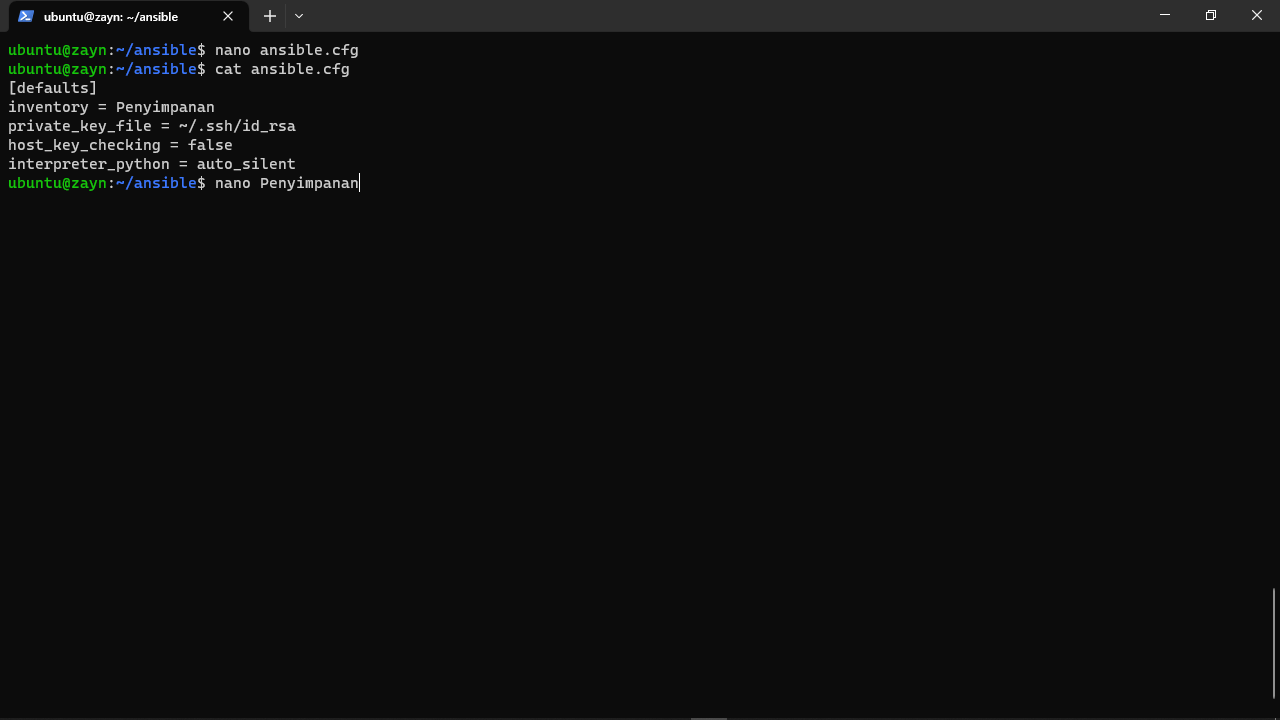 ubuntu@zayn: ~/ansible
ubuntu@zayn:~/ansible$ nano ansible.cfg
ubuntu@zayn:~/ansible$ cat ansible.cfg
[defaults]
inventory = Penyimpanan
private_key_file = ~/.ssh/id_rsa
host_key_checking = false
interpreter_python = auto_silent
ubuntu@zayn:~/ansible$ nano Penyimpanan